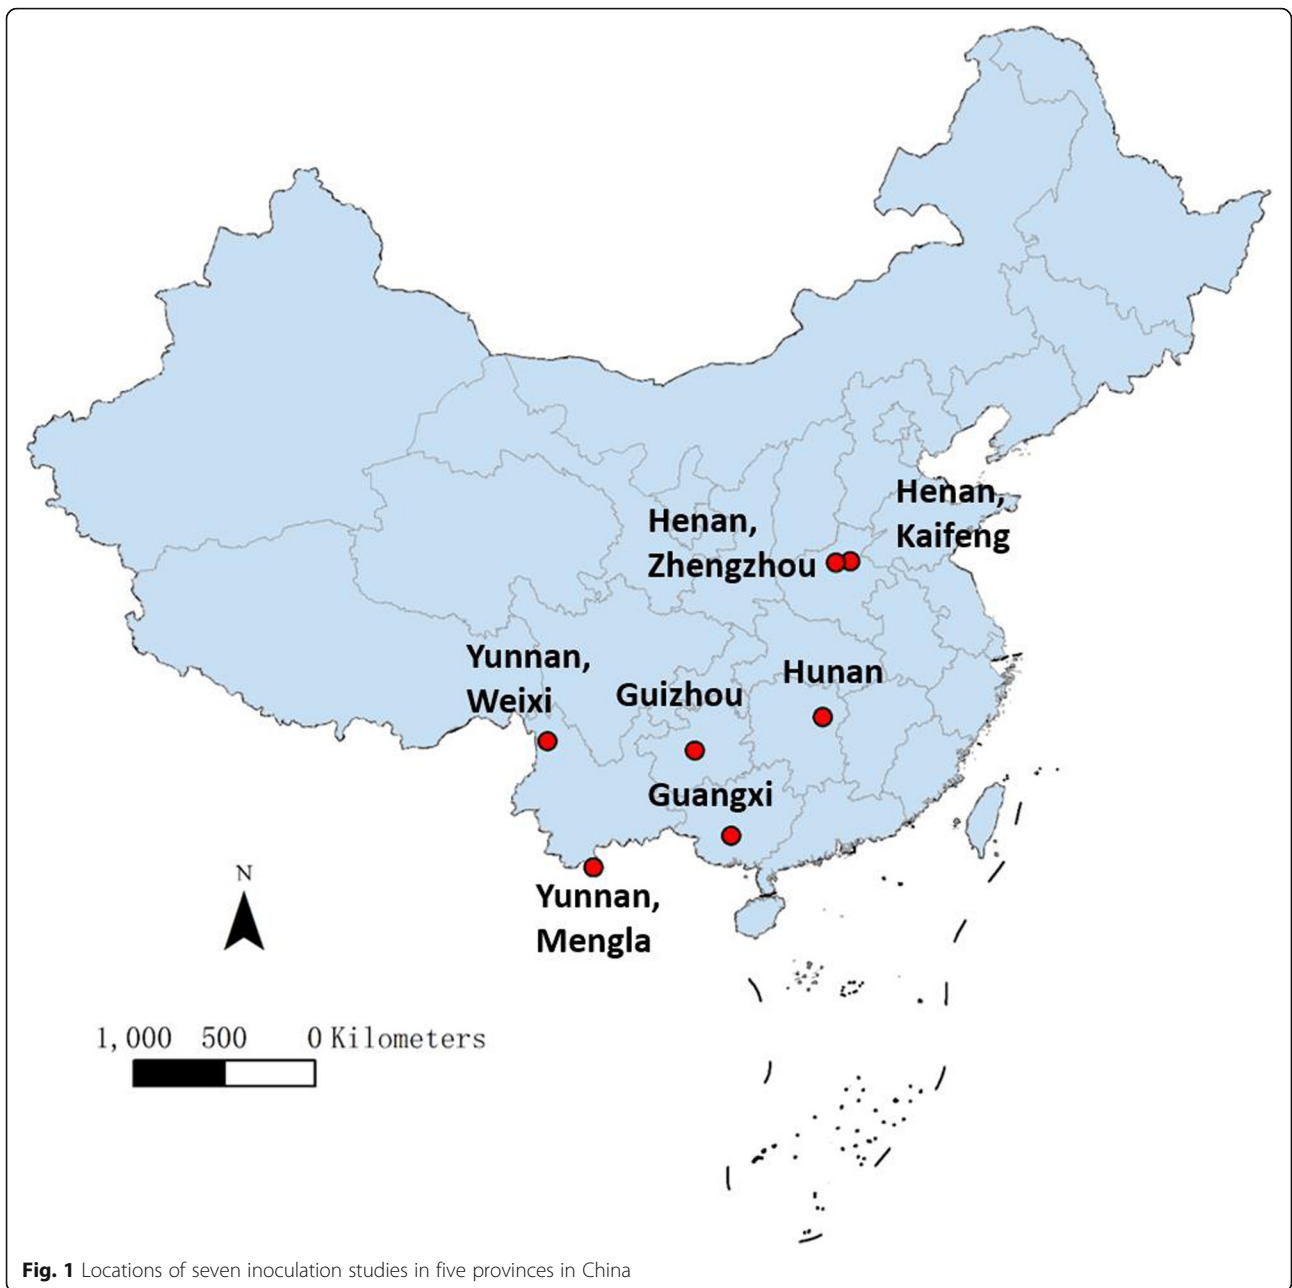 Henan,
Kaifeng
Henan,
Zhengzhou
Yunnan,
Weixi
Guizhou
Hunan
Guangxi
Yunnan,
Mengla
N
1,000 500 0 Kilometers
Fig. 1 Locations of seven inoculation studies in five provinces in China